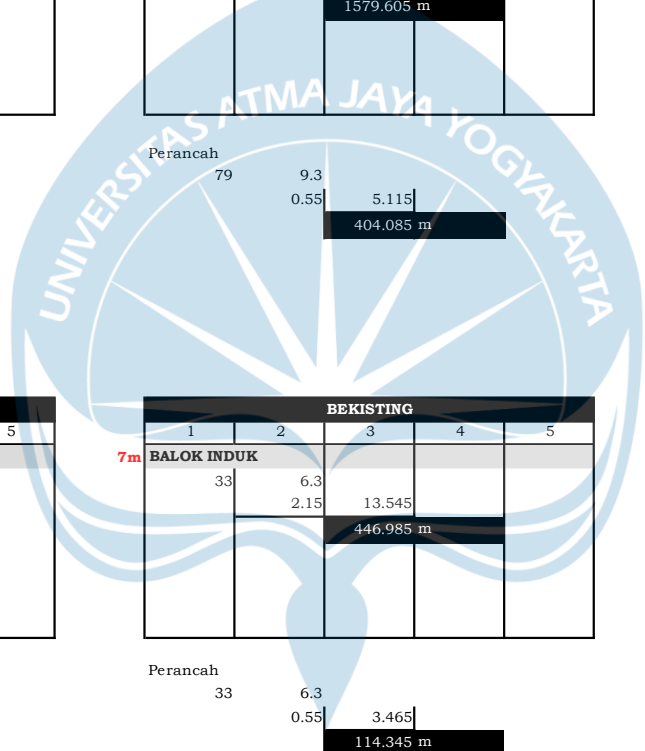 1579.605 m
UNIVERSITAS ATMA JAYA YOGYAKARTA
Perancah
79 9.3
0.55 5.115
404.085 m
BEKISTING
5 1 2 3 4 5
7m BALOK INDUK
33 6.3
2.15 13.545
446.985 m
Perancah
33 6.3
0.55 3.465
114.345 m